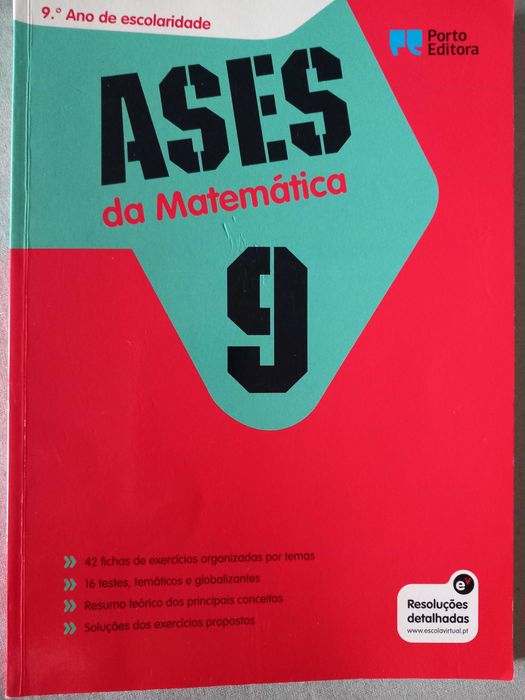 9.º Ano de escolaridade
Porto
Editora
ASES
da Matemática
9
42 fichas de exercícios organizadas por temas
16 testes, temáticos e globalizantes
Resumo teórico dos principais conceitos
Soluções dos exercícios propostos
e
Resoluções
detalhadas
www.escolavirtual.pt